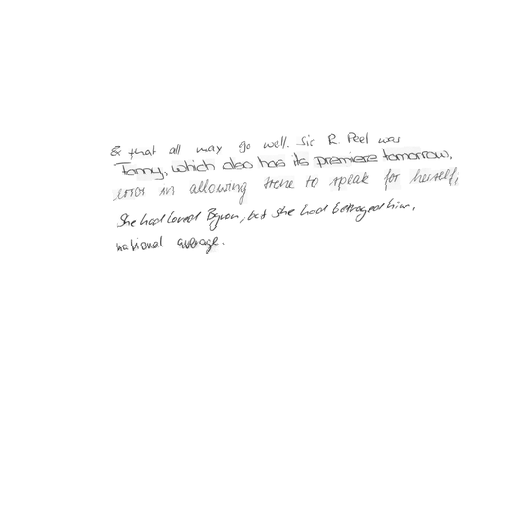 & that all may go well. Sir R. Peel was
Tommy, which also has its premiere tomorrow,
error in allowing Irene to speak for herself,
She had loved Byron, but she had betrayed him,
national average.